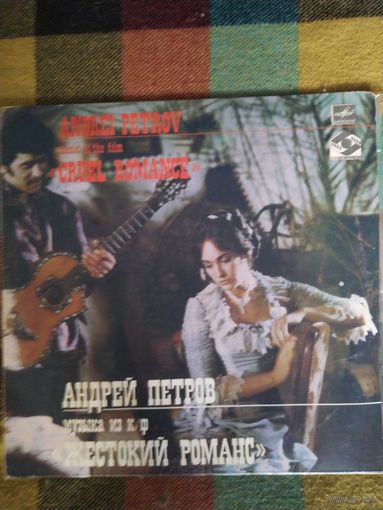 ANDREI PETROV
music of the film
«CRUEL ROMANCE»
АНДРЕЙ ПЕТРОВ
музыка из к/ф
«ЖЕСТОКИЙ РОМАНС»